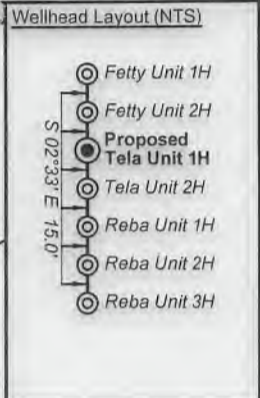 Wellhead Layout (NTS)
Fetty Unit 1H
Fetty Unit 2H
Proposed
Tela Unit 1H
Tela Unit 2H
Reba Unit 1H
Reba Unit 2H
Reba Unit 3H
S 02°33' E 15.0'